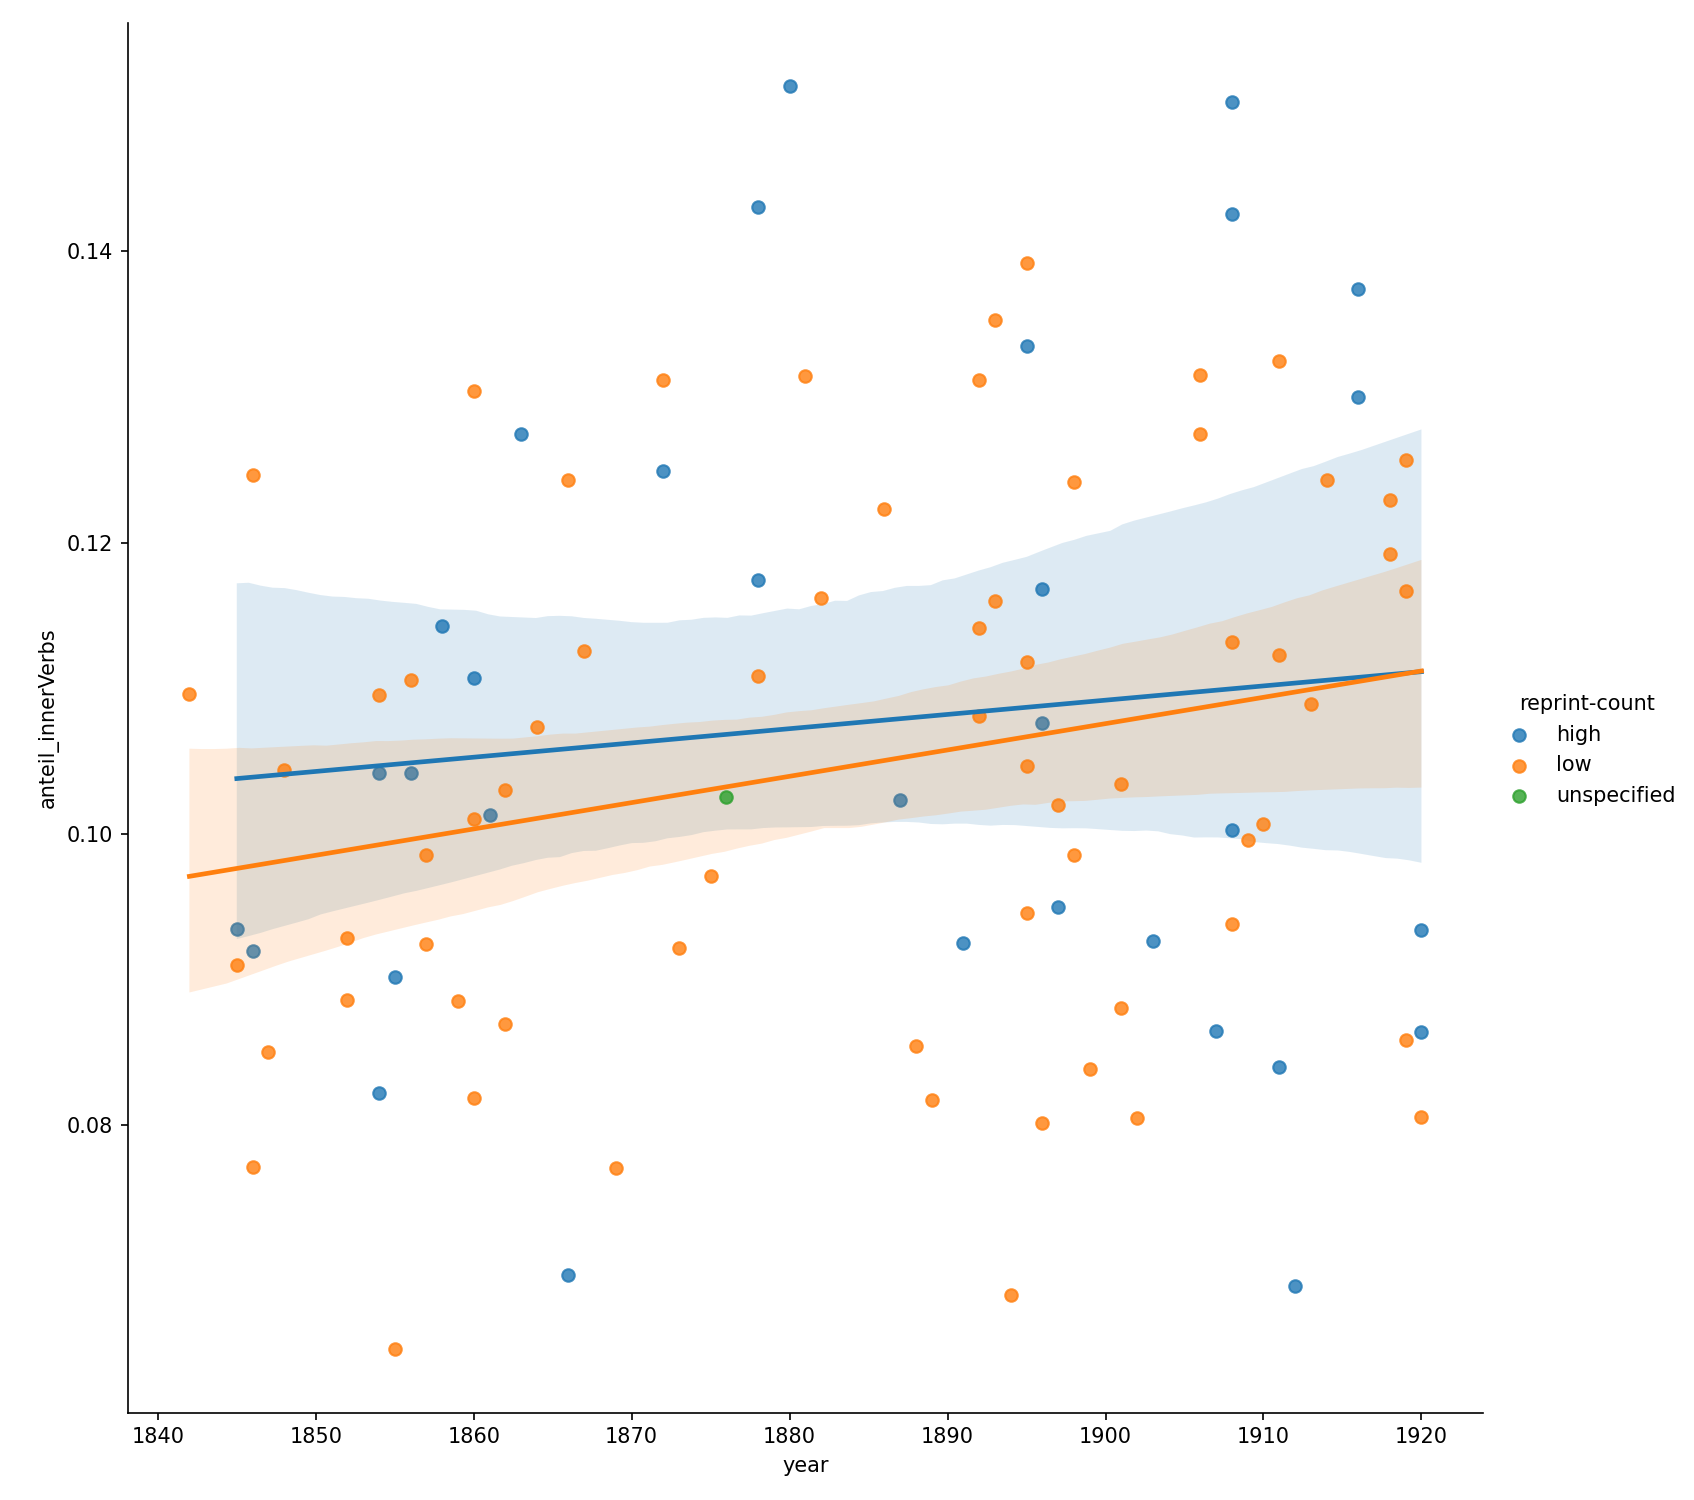 0.14
0.12
0.10
0.08
anteil_innerVerbs
1840 1850 1860 1870 1880 1890 1900 1910 1920
year
reprint-count
high
low
unspecified